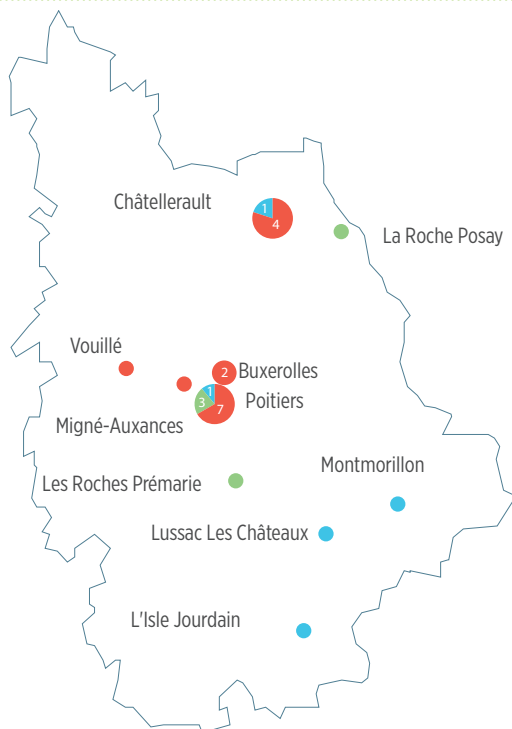 Châtellerault
1
4
La Roche Posay
Vouillé
2
Buxerolles
1
3
7
Poitiers
Migné-Auxances
Montmorillon
Les Roches Prémarie
Lussac Les Châteaux
L'Isle Jourdain